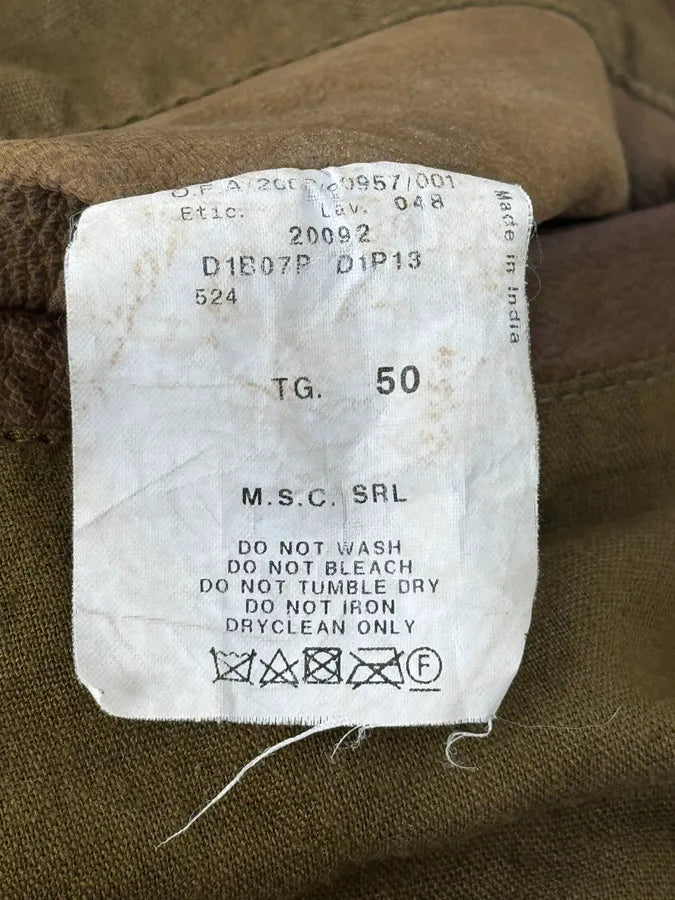 Etic. Lav. 048
20092
D1B07P D1P13
524
TG. 50
M.S.C. SRL
DO NOT WASH
DO NOT BLEACH
DO NOT TUMBLE DRY
DO NOT IRON
DRYCLEAN ONLY
F
Made in India